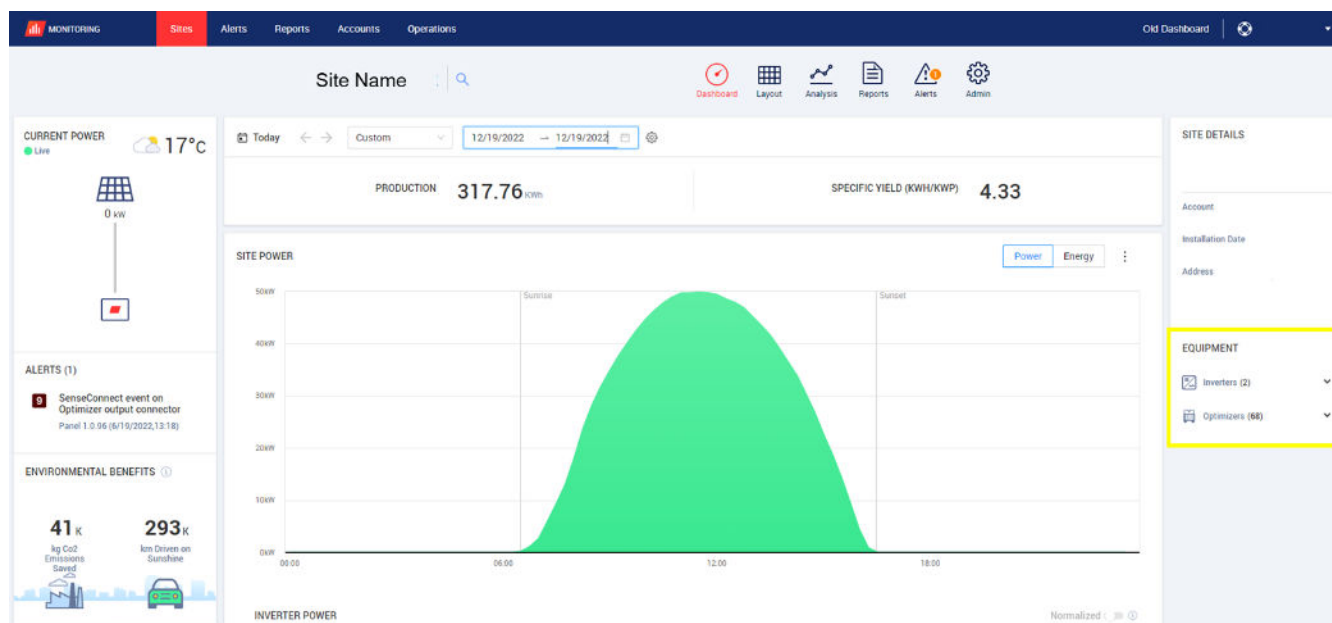 MONITORING
Sites
Alerts
Reports
Accounts
Operations
Old Dashboard
Site Name
Dashboard
Layout
Analysis
Reports
Alerts
Admin
CURRENT POWER
Live
17°c
0 kW
ALERTS (1)
9
SenseConnect event on
Optimizer output connector
Panel 1.0.96 (6/19/2022,13:18)
ENVIRONMENTAL BENEFITS
41 K
kg Co2
Emissions
Saved
293 K
km Driven on
Sunshine
Today
Custom
12/19/2022 → 12/19/2022
PRODUCTION 317.76 KWh
SPECIFIC YIELD (KWH/KWP) 4.33
SITE POWER
Power
Energy
50kW
40kW
30kW
20kW
10kW
0kW
Sunrise
Sunset
00:00
06:00
12:00
18:00
INVERTER POWER
Normalized
SITE DETAILS
Account
Installation Date
Address
EQUIPMENT
Inverters (2)
Optimizers (68)